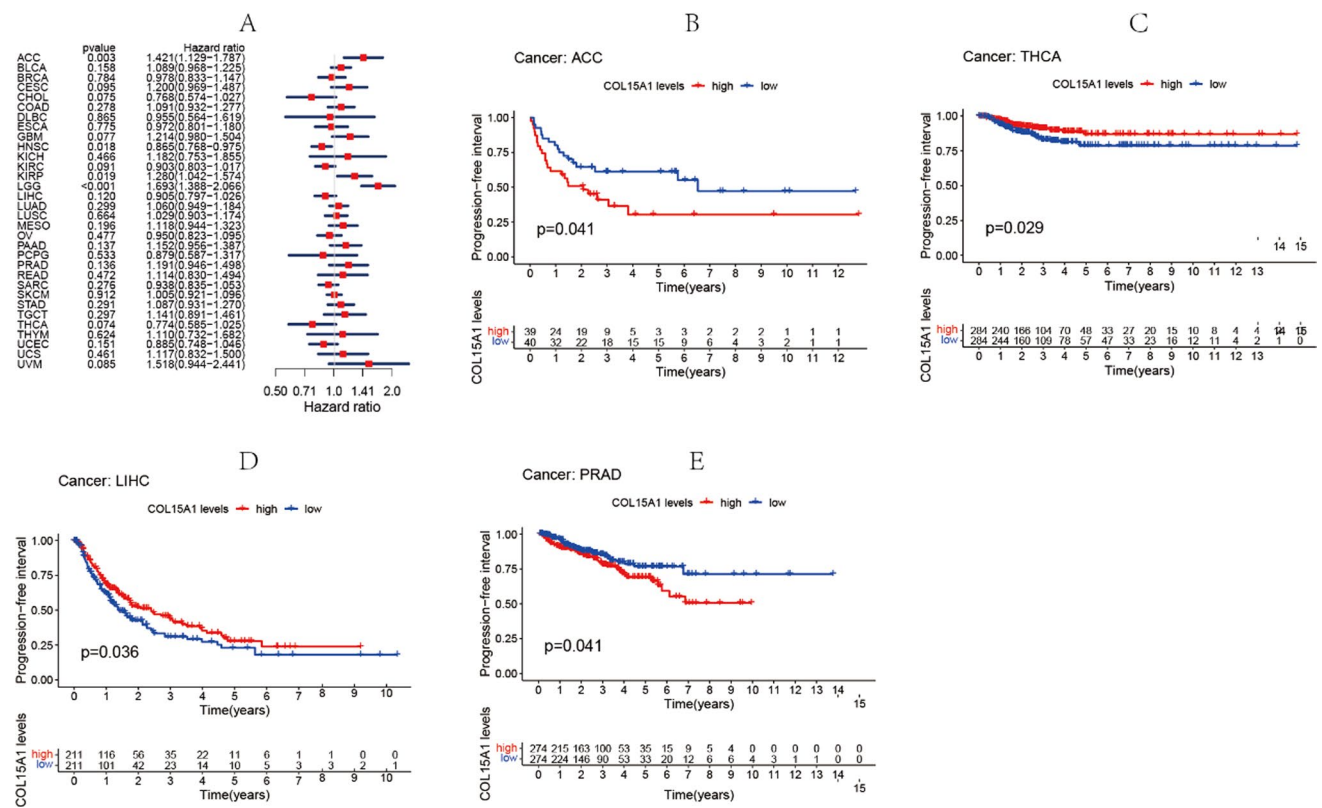 A
pvalue Hazard ratio
ACC 0.003 1.421(1.129−1.787)
BLCA 0.158 1.089(0.968−1.225)
BRCA 0.784 0.978(0.833−1.147)
CESC 0.095 1.200(0.969−1.487)
CHOL 0.075 0.768(0.574−1.027)
COAD 0.278 1.091(0.932−1.277)
DLBC 0.865 0.955(0.564−1.619)
ESCA 0.775 0.972(0.801−1.180)
GBM 0.077 1.214(0.980−1.504)
HNSC 0.018 0.865(0.768−0.975)
KICH 0.466 1.182(0.753−1.855)
KIRC 0.091 0.903(0.803−1.017)
KIRP 0.019 1.280(1.042−1.574)
LGG <0.001 1.693(1.388−2.066)
LIHC 0.120 0.905(0.797−1.026)
LUAD 0.299 1.060(0.949−1.184)
LUSC 0.664 1.029(0.903−1.174)
MESO 0.196 1.118(0.944−1.323)
OV 0.477 0.950(0.823−1.095)
PAAD 0.137 1.152(0.956−1.387)
PCPG 0.533 0.879(0.587−1.317)
PRAD 0.136 1.191(0.946−1.498)
READ 0.472 1.114(0.830−1.494)
SARC 0.276 0.938(0.835−1.053)
SKCM 0.912 1.005(0.921−1.096)
STAD 0.291 1.087(0.931−1.270)
TGCT 0.297 1.141(0.891−1.461)
THCA 0.074 0.774(0.585−1.025)
THYM 0.624 1.110(0.732−1.682)
UCEC 0.151 0.885(0.748−1.046)
UCS 0.461 1.117(0.832−1.500)
UVM 0.085 1.518(0.944−2.441)
0.50 0.71 1.0 1.41 2.0
Hazard ratio
B
Cancer: ACC
COL15A1 levels high low
Progression−free interval
1.00
0.75
0.50
0.25
0.00
p=0.041
0 1 2 3 4 5 6 7 8 9 10 11 12
Time(years)
COL15A1 levels
high 39 24 19 9 5 3 3 2 2 2 1 1 1
low 40 32 22 18 15 15 9 6 4 3 2 1 1
0 1 2 3 4 5 6 7 8 9 10 11 12
Time(years)
C
Cancer: THCA
COL15A1 levels high low
Progression−free interval
1.00
0.75
0.50
0.25
0.00
p=0.029
14 15
0 1 2 3 4 5 6 7 8 9 10 11 12 13
Time(years)
COL15A1 levels
high 284 240 166 104 70 48 33 27 20 15 10 8 4 4
low 284 244 160 109 78 57 47 33 23 16 12 11 4 2 1 0
0 1 2 3 4 5 6 7 8 9 10 11 12 13
Time(years)
D
Cancer: LIHC
COL15A1 levels high low
Progression−free interval
1.00
0.75
0.50
0.25
0.00
p=0.036
0 1 2 3 4 5 6 7 8 9 10
Time(years)
COL15A1 levels
high 211 116 56 35 22 11 6 1 1 0 0
low 211 101 42 23 14 10 5 3 3 2 1
0 1 2 3 4 5 6 7 8 9 10
Time(years)
E
Cancer: PRAD
COL15A1 levels high low
Progression−free interval
1.00
0.75
0.50
0.25
0.00
p=0.041
0 1 2 3 4 5 6 7 8 9 10 11 12 13 14
15
Time(years)
COL15A1 levels
high 274 215 163 100 53 35 15 9 5 4 0 0 0 0 0 0
low 274 224 146 90 53 33 20 12 6 6 4 3 1 1 0 0
0 1 2 3 4 5 6 7 8 9 10 11 12 13 14
15
Time(years)